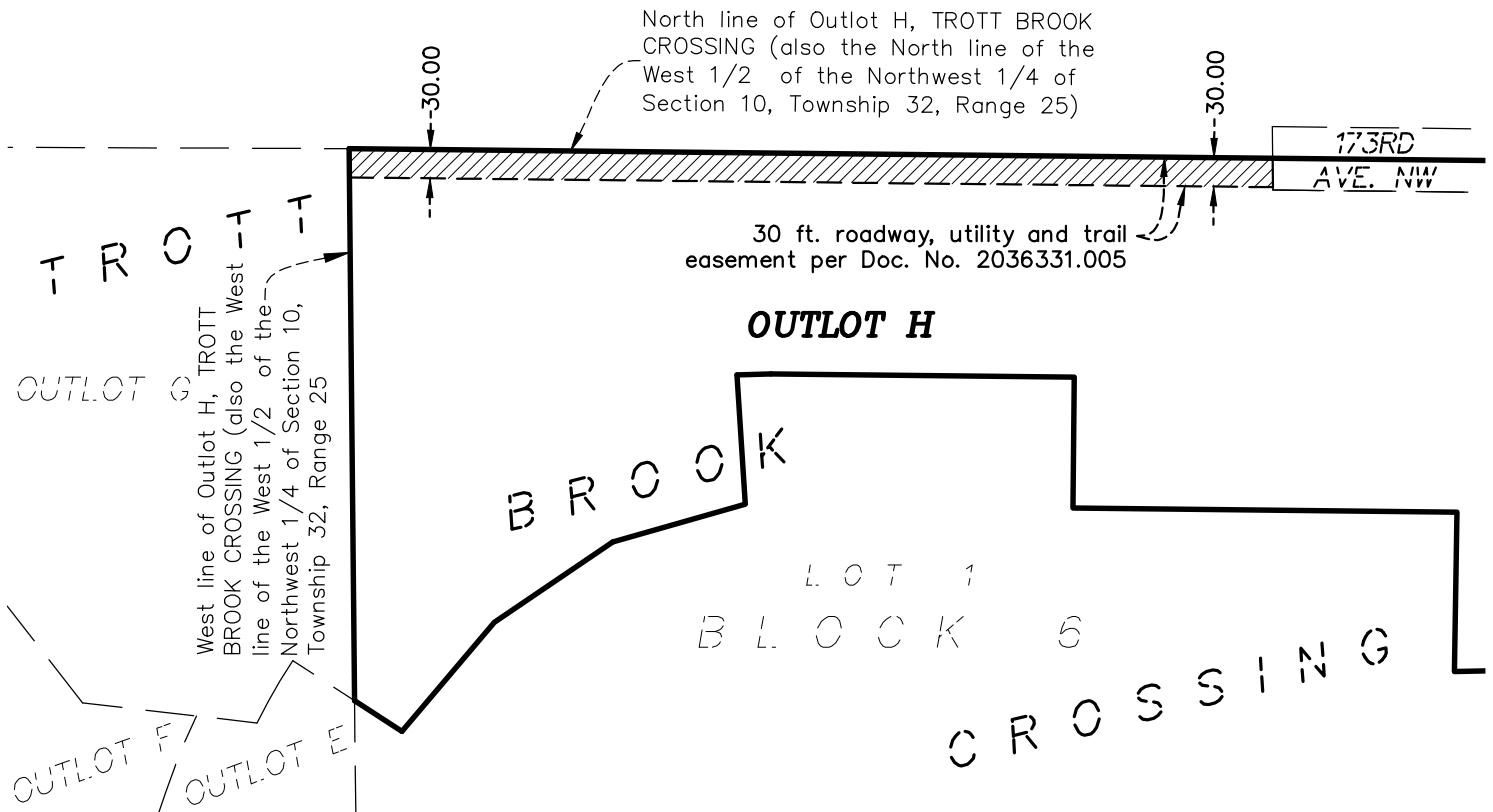 North line of Outlot H, TROTT BROOK
CROSSING (also the North line of the
West 1/2 of the Northwest 1/4 of
Section 10, Township 32, Range 25)
30.00
30.00
173RD
AVE. NW
TROTT
30 ft. roadway, utility and trail
easement per Doc. No. 2036331.005
OUTLOT H
OUTLOT G
West line of Outlot H, TROTT
BROOK CROSSING (also the West
line of the West 1/2 of the
Northwest 1/4 of Section 10,
Township 32, Range 25
BROOK
LOT 1
BLOCK 6
CROSSING
OUTLOT F
OUTLOT E